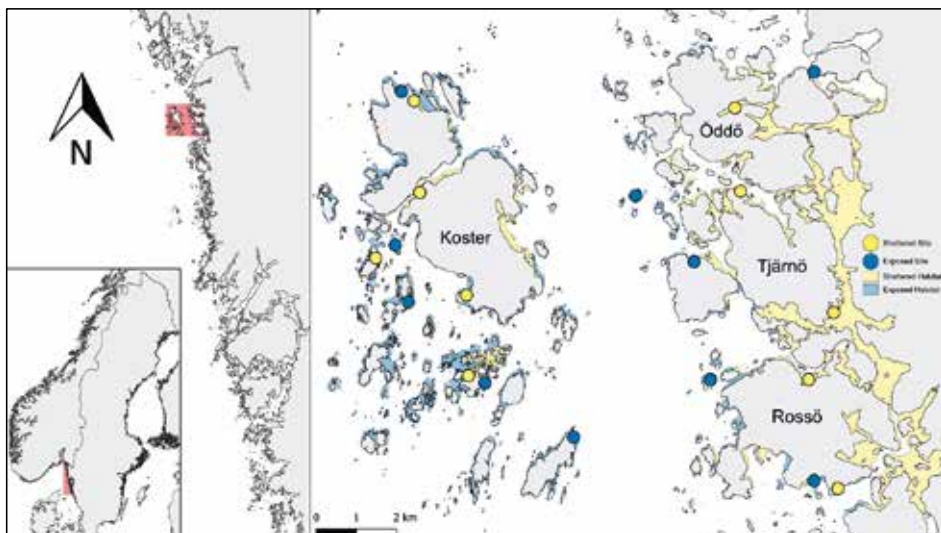 N
Koster
Öddö
Tjärnö
Rossö
Sheltered Site
Exposed Site
Sheltered Habitat
Exposed Habitat
0 1 2 km